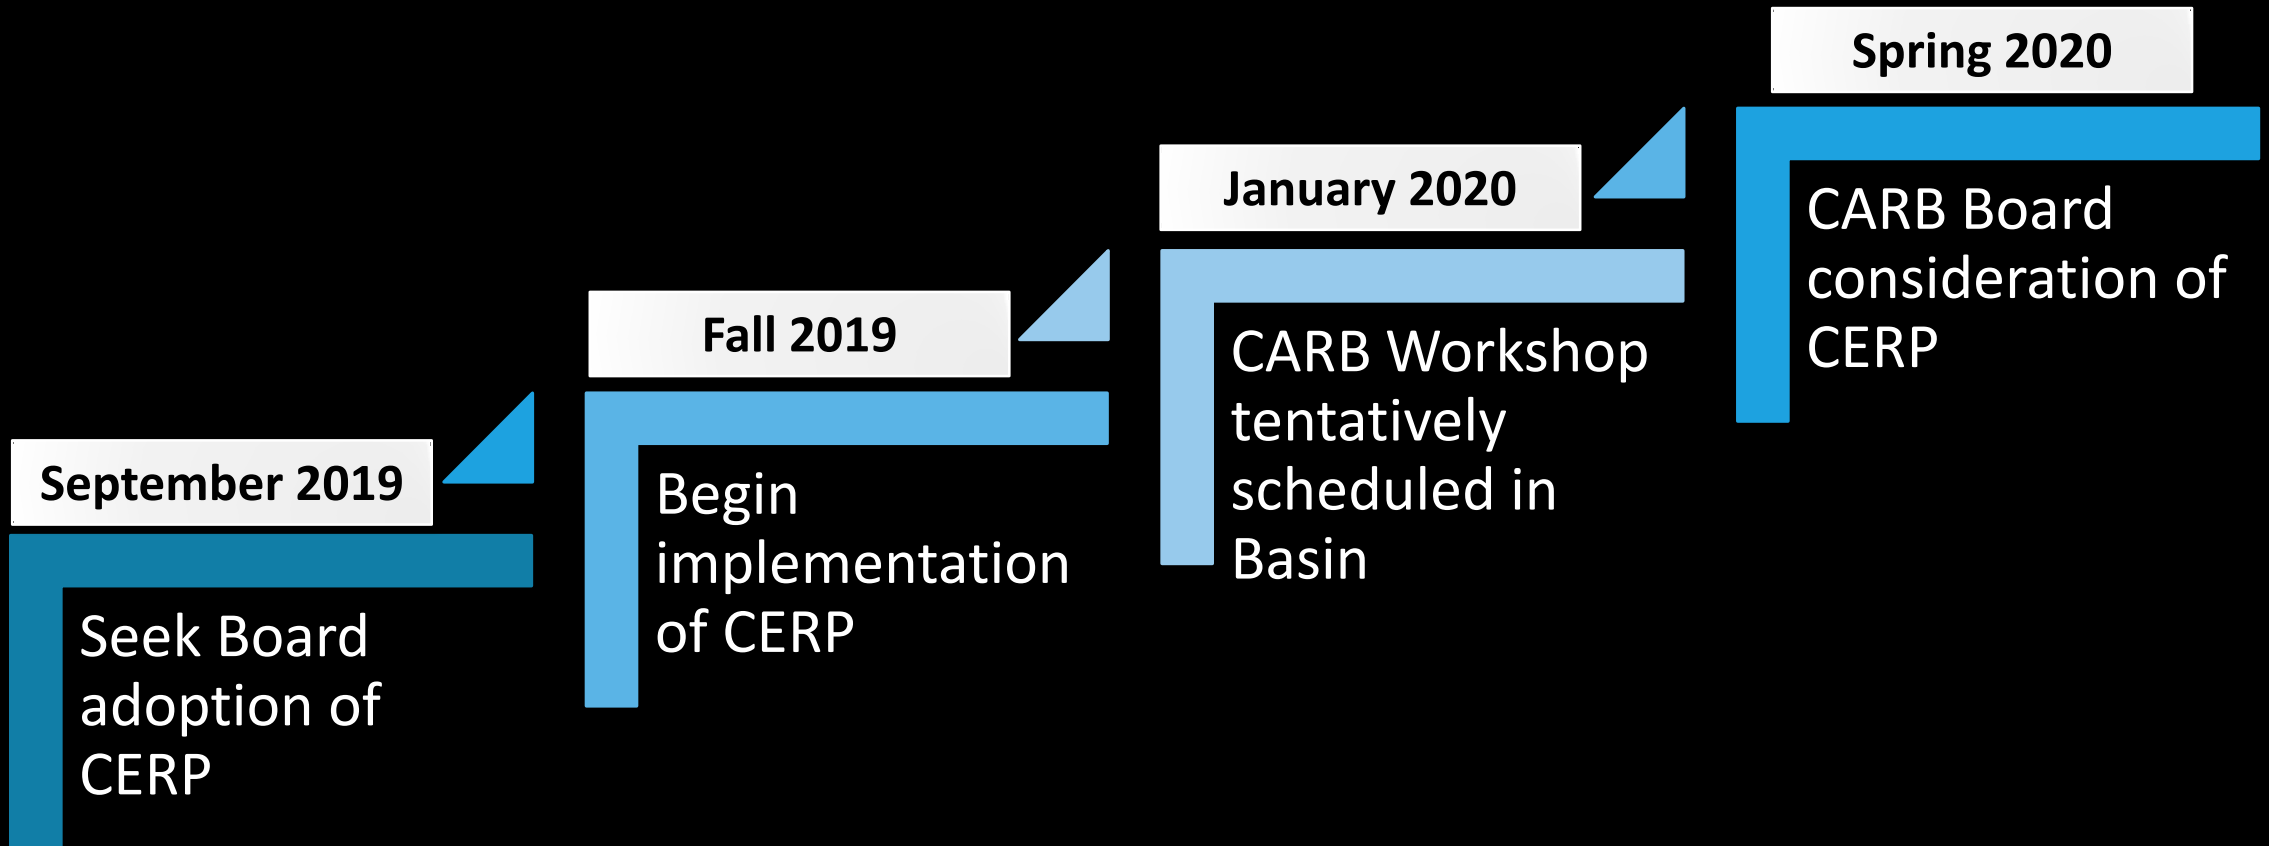 September 2019
Seek Board
adoption of
CERP
Fall 2019
Begin
implementation
of CERP
January 2020
CARB Workshop
tentatively
scheduled in
Basin
Spring 2020
CARB Board
consideration of
CERP